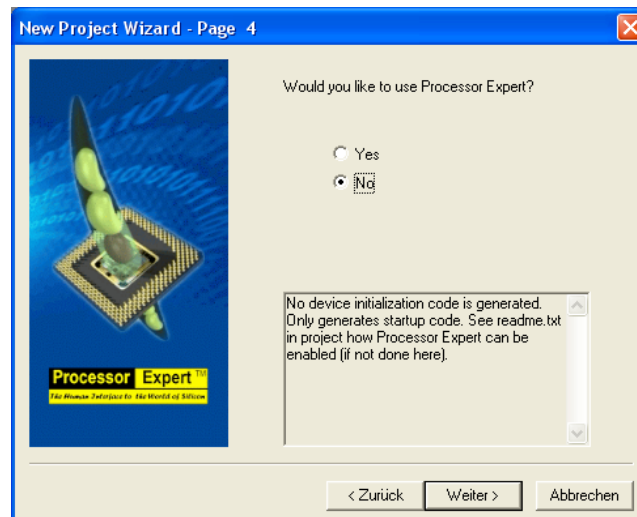 New Project Wizard - Page 4
Would you like to use Processor Expert?
Yes
No
No device initialization code is generated.
Only generates startup code. See readme.txt
in project how Processor Expert can be
enabled (if not done here).
Processor Expert TM
The Human Interface to the World of Silicon
< Zurück
Weiter >
Abbrechen